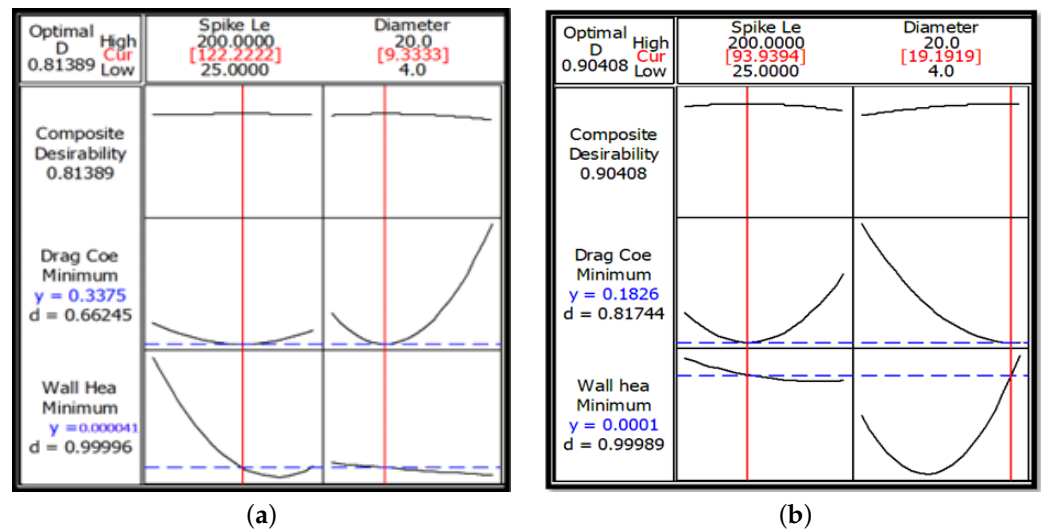 Optimal
D
0.81389
High
Cur
Low
Spike Le
200.0000
[122.2222]
25.0000
Diameter
20.0
[9.3333]
4.0
Composite
Desirability
0.81389
Drag Coe
Minimum
y = 0.3375
d = 0.66245
Wall Hea
Minimum
y =0.000041
d = 0.99996
(a)
Optimal
D
0.90408
High
Cur
Low
Spike Le
200.0000
[93.9394]
25.0000
Diameter
20.0
[19.1919]
4.0
Composite
Desirability
0.90408
Drag Coe
Minimum
y = 0.1826
d = 0.81744
Wall hea
Minimum
y = 0.0001
d = 0.99989
(b)